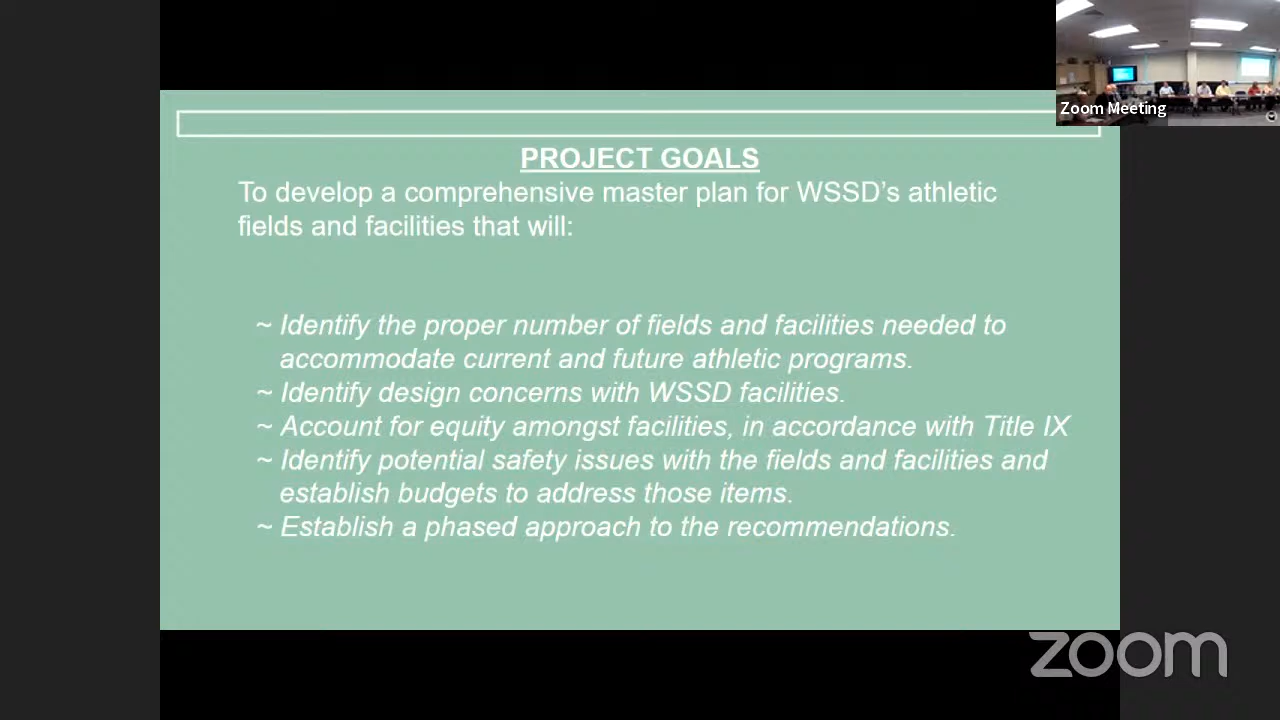 Zoom Meeting
PROJECT GOALS
To develop a comprehensive master plan for WSSD's athletic
fields and facilities that will:
~ Identify the proper number of fields and facilities needed to
accommodate current and future athletic programs.
~ Identify design concerns with WSSD facilities.
~ Account for equity amongst facilities, in accordance with Title IX
~ Identify potential safety issues with the fields and facilities and
establish budgets to address those items.
~ Establish a phased approach to the recommendations.
zoom